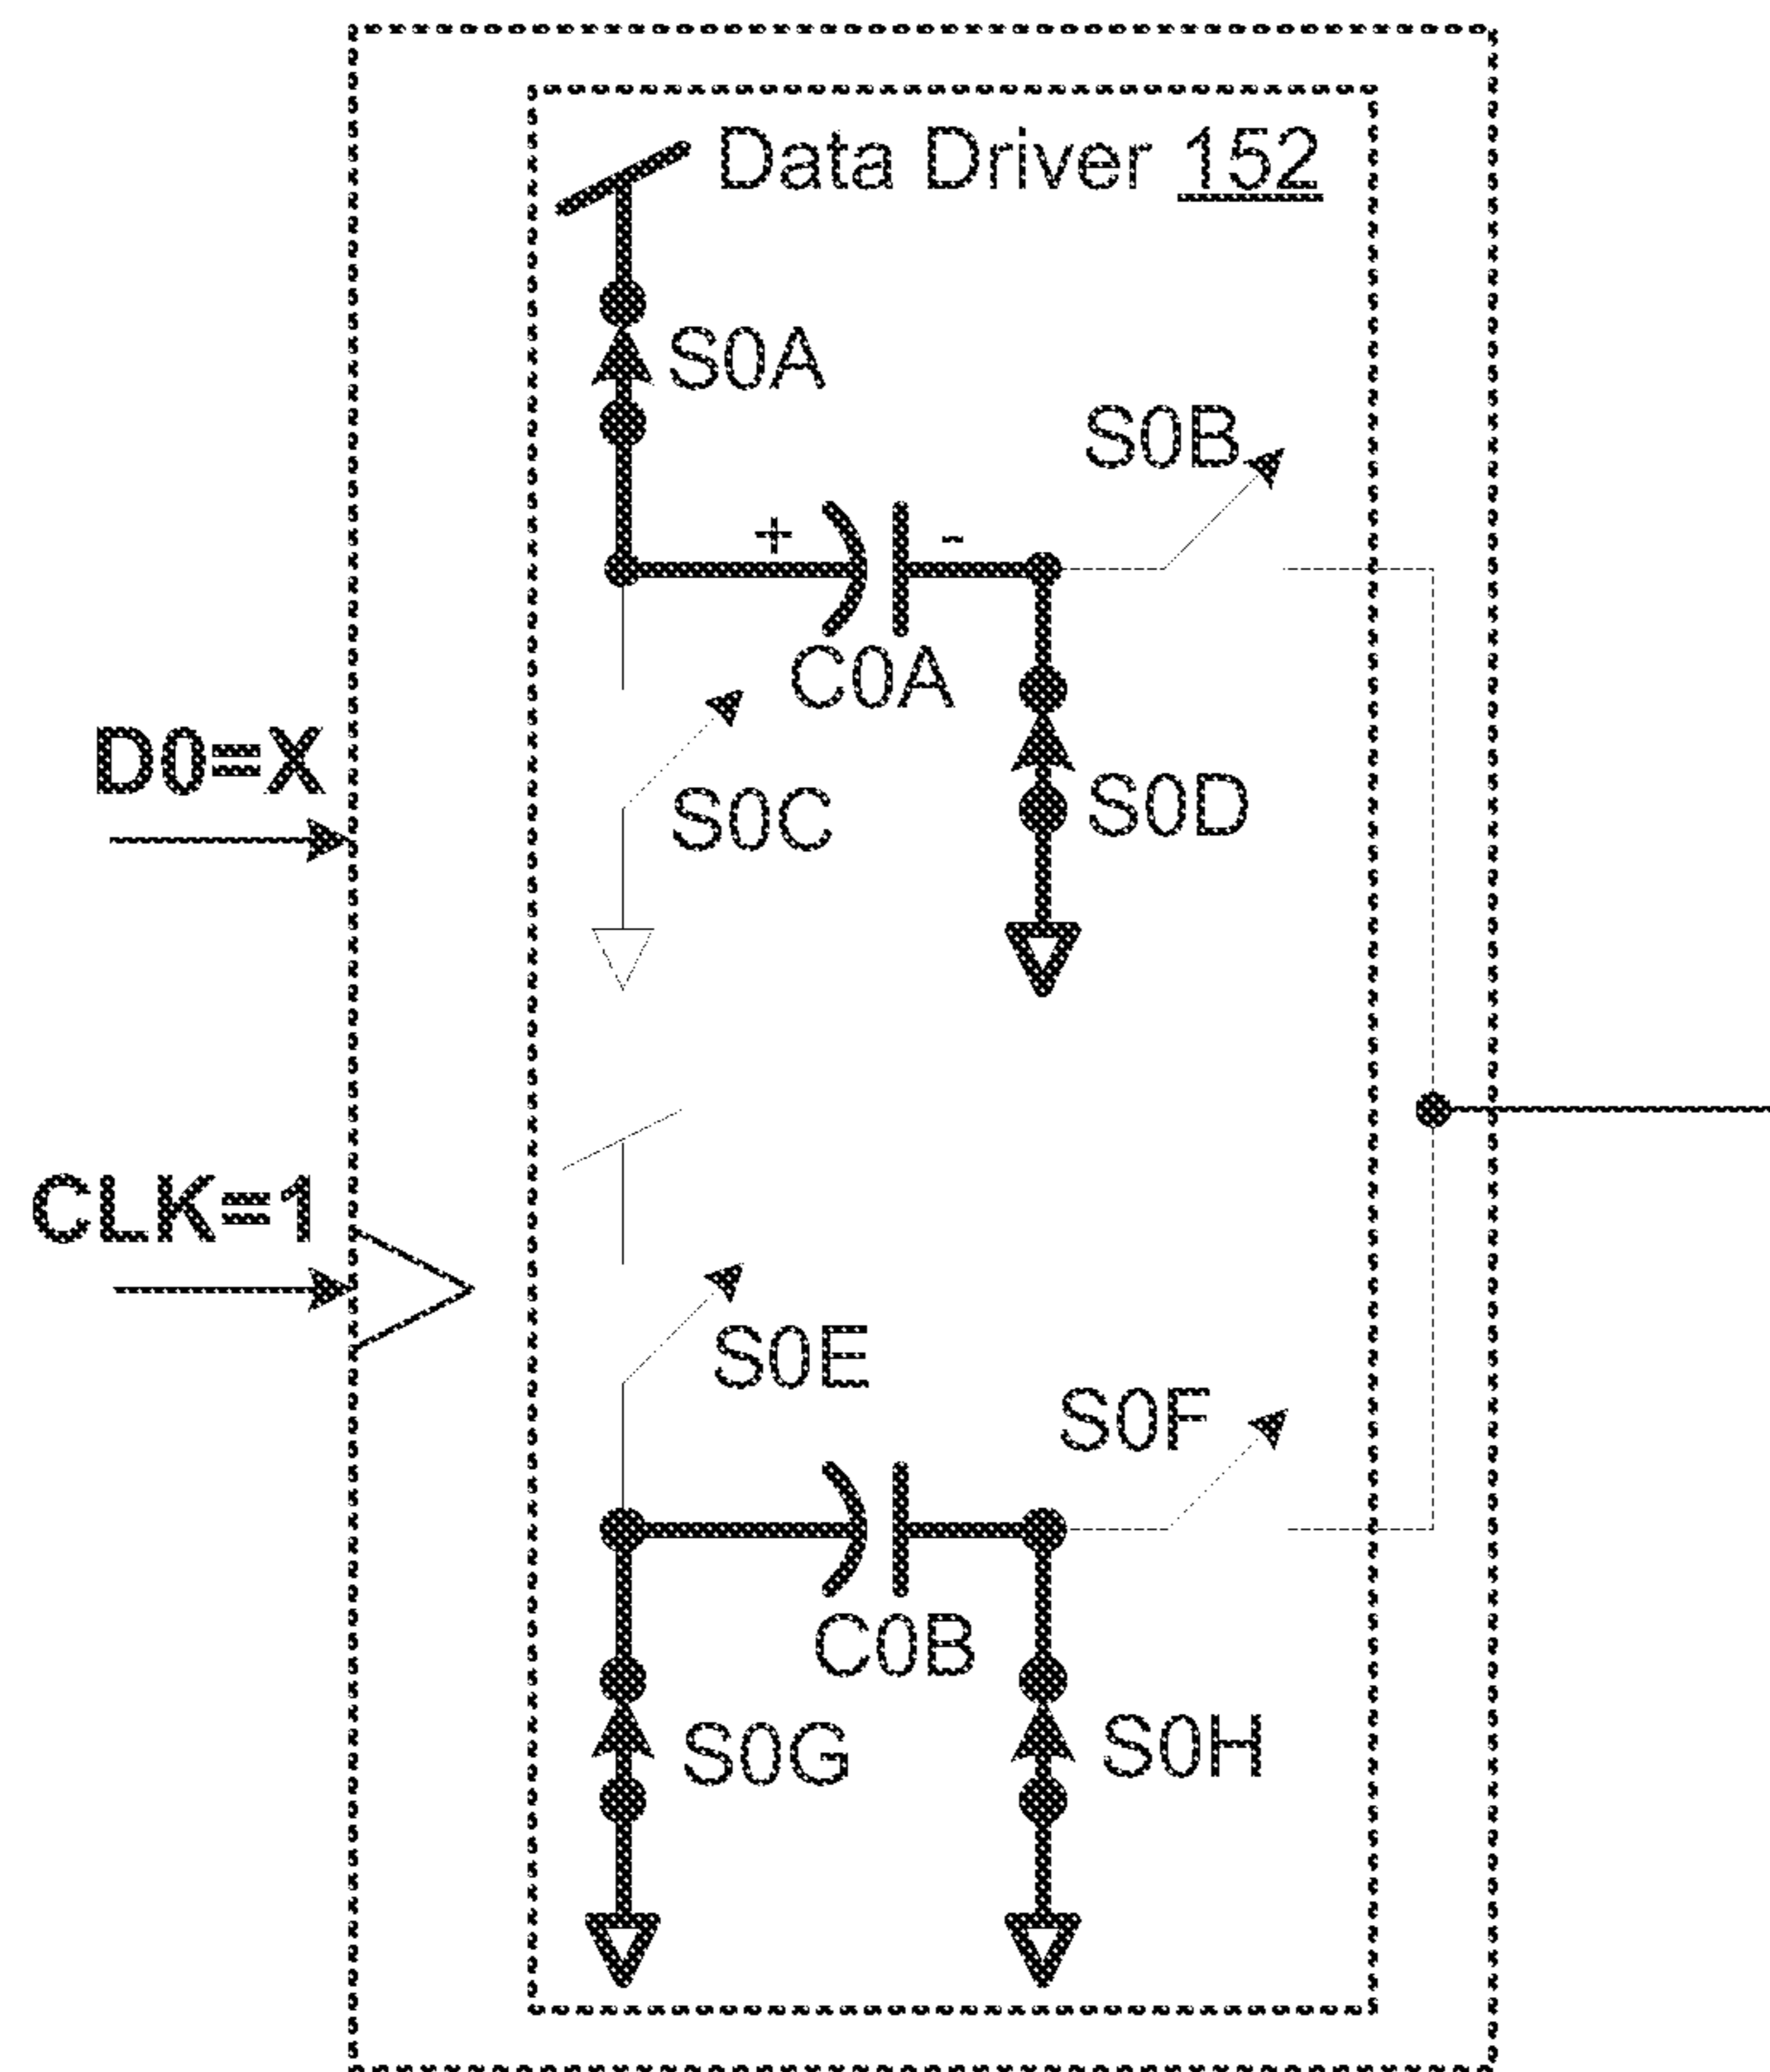 Data Driver 152
S0A
S0B
+ -
C0A
D0=X
S0C
S0D
CLK=1
S0E
S0F
C0B
S0G
S0H